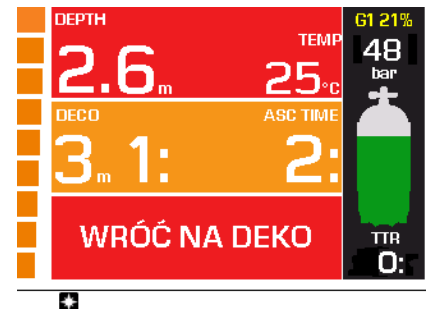 DEPTH
TEMP
2.6m
25°C
DECO
ASC TIME
3m 1:
2:
WRÓĆ NA DEKO
G1 21%
48
bar
TTR
0: